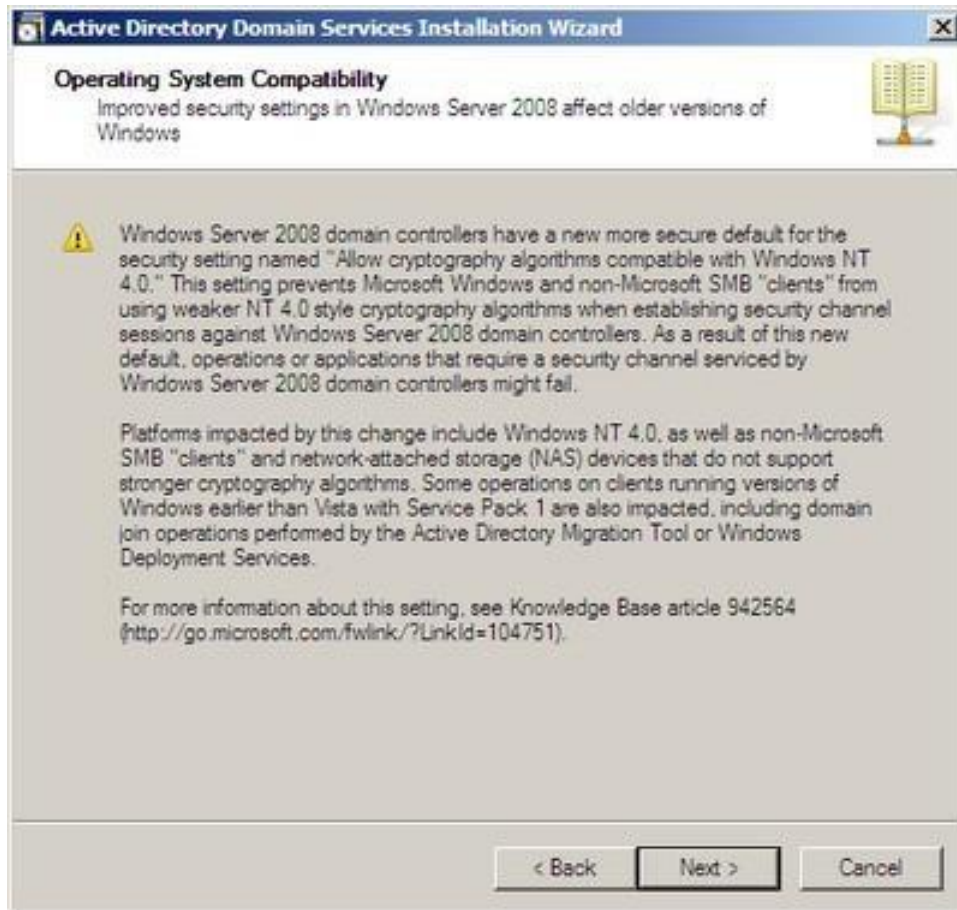 Active Directory Domain Services Installation Wizard
Operating System Compatibility
Improved security settings in Windows Server 2008 affect older versions of
Windows
Windows Server 2008 domain controllers have a new more secure default for the
security setting named "Allow cryptography algorithms compatible with Windows NT
4.0." This setting prevents Microsoft Windows and non-Microsoft SMB "clients" from
using weaker NT 4.0 style cryptography algorithms when establishing security channel
sessions against Windows Server 2008 domain controllers. As a result of this new
default, operations or applications that require a security channel serviced by
Windows Server 2008 domain controllers might fail.
Platforms impacted by this change include Windows NT 4.0, as well as non-Microsoft
SMB "clients" and network-attached storage (NAS) devices that do not support
stronger cryptography algorithms. Some operations on clients running versions of
Windows earlier than Vista with Service Pack 1 are also impacted, including domain
join operations performed by the Active Directory Migration Tool or Windows
Deployment Services.
For more information about this setting, see Knowledge Base article 942564
(http://go.microsoft.com/fwlink/?LinkId=104751).
< Back
Next >
Cancel